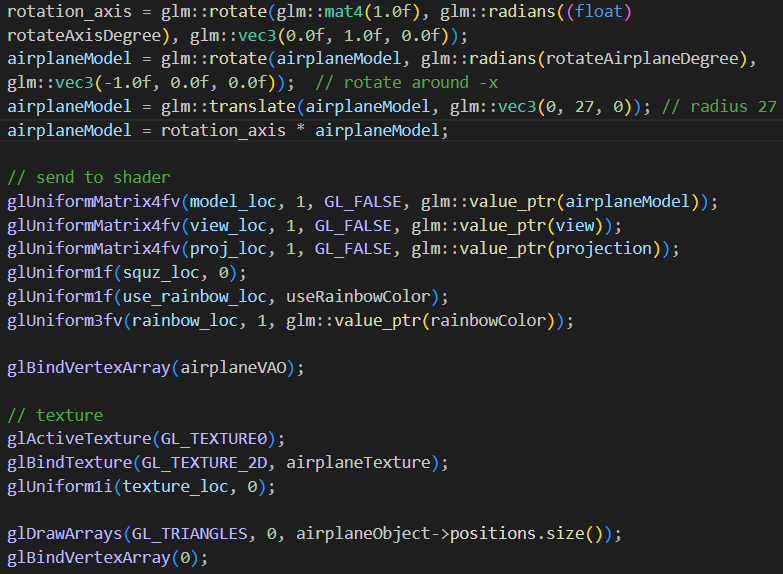 rotation_axis = glm::rotate(glm::mat4(1.0f), glm::radians((float)
rotateAxisDegree), glm::vec3(0.0f, 1.0f, 0.0f));
airplaneModel = glm::rotate(airplaneModel, glm::radians(rotateAirplaneDegree),
glm::vec3(-1.0f, 0.0f, 0.0f));  // rotate around -x
airplaneModel = glm::translate(airplaneModel, glm::vec3(0, 27, 0)); // radius 27
airplaneModel = rotation_axis * airplaneModel;

// send to shader
glUniformMatrix4fv(model_loc, 1, GL_FALSE, glm::value_ptr(airplaneModel));
glUniformMatrix4fv(view_loc, 1, GL_FALSE, glm::value_ptr(view));
glUniformMatrix4fv(proj_loc, 1, GL_FALSE, glm::value_ptr(projection));
glUniform1f(squz_loc, 0);
glUniform1f(use_rainbow_loc, useRainbowColor);
glUniform3fv(rainbow_loc, 1, glm::value_ptr(rainbowColor));

glBindVertexArray(airplaneVAO);

// texture
glActiveTexture(GL_TEXTURE0);
glBindTexture(GL_TEXTURE_2D, airplaneTexture);
glUniform1i(texture_loc, 0);

glDrawArrays(GL_TRIANGLES, 0, airplaneObject->positions.size());
glBindVertexArray(0);